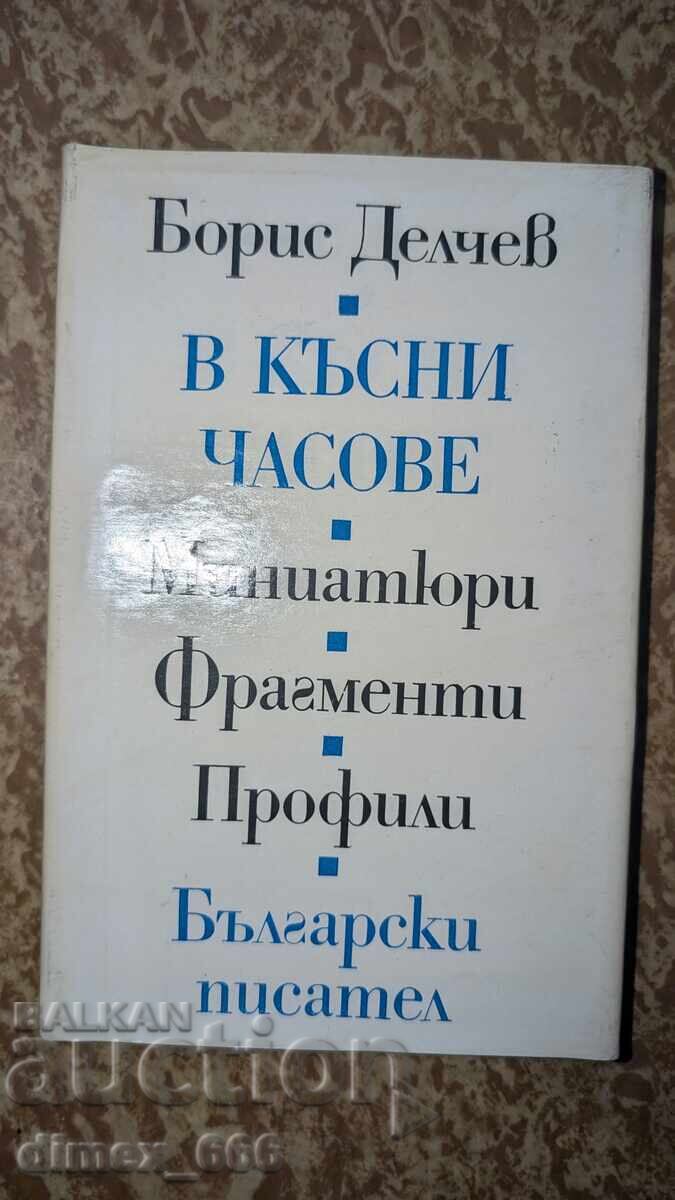 Борис Делчев
В КЪСНИ
ЧАСОВЕ
Миниатюри
Фрагменти
Профили
Български
писател
BALKAN
auction
dimex_666